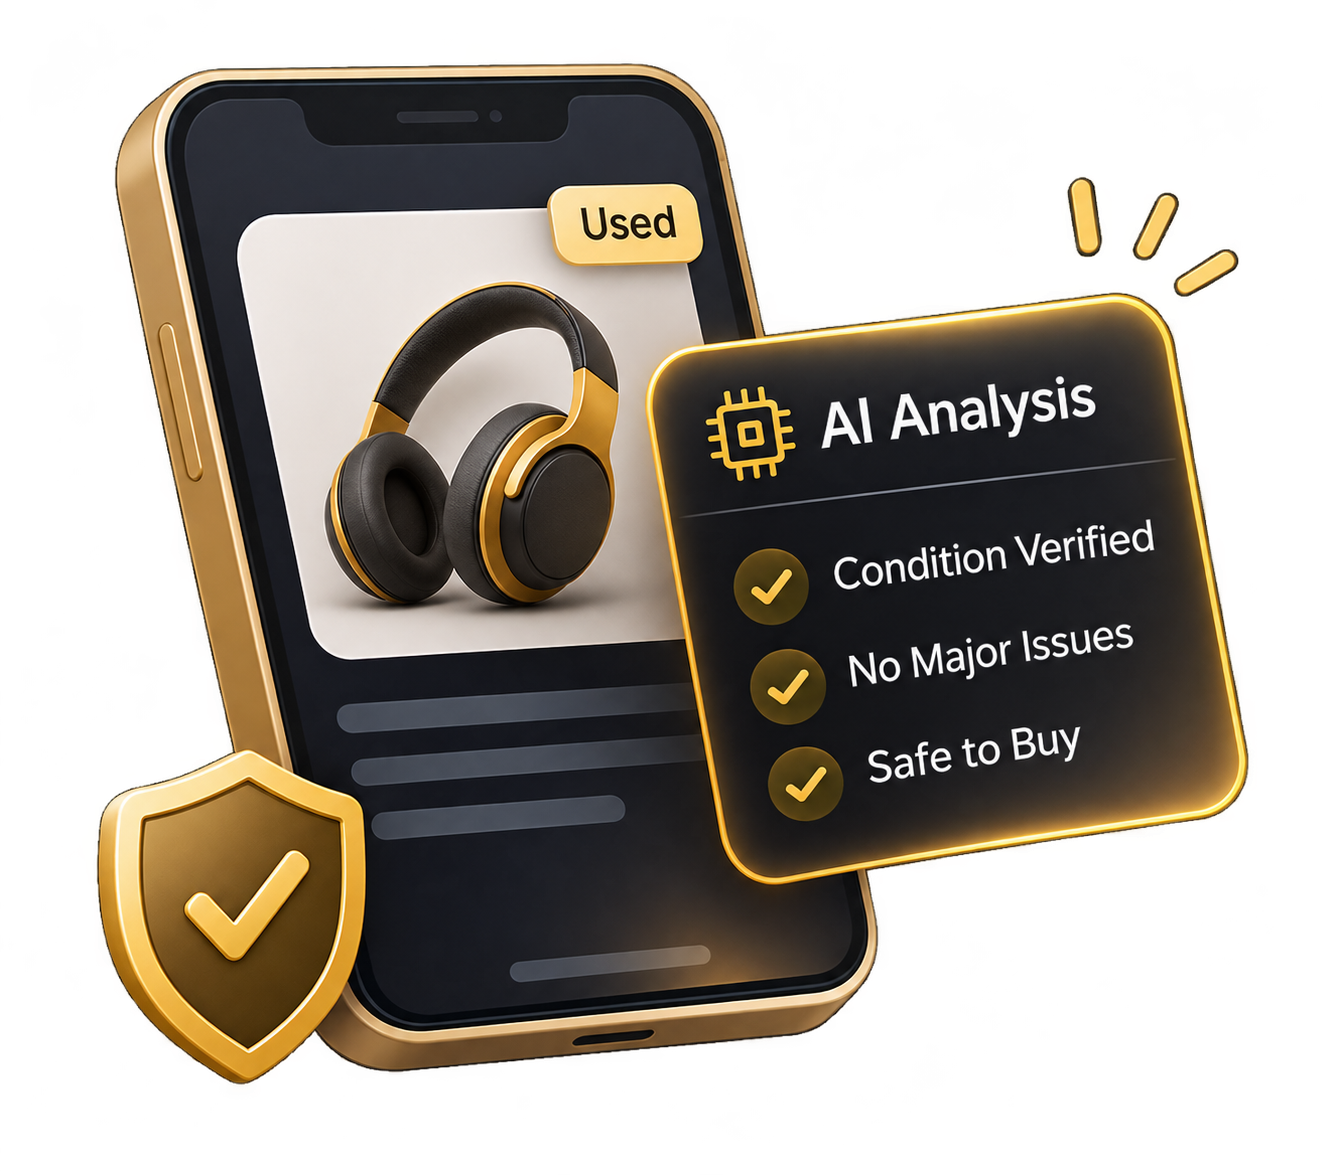 Used
AI Analysis
Condition Verified
No Major Issues
Safe to Buy